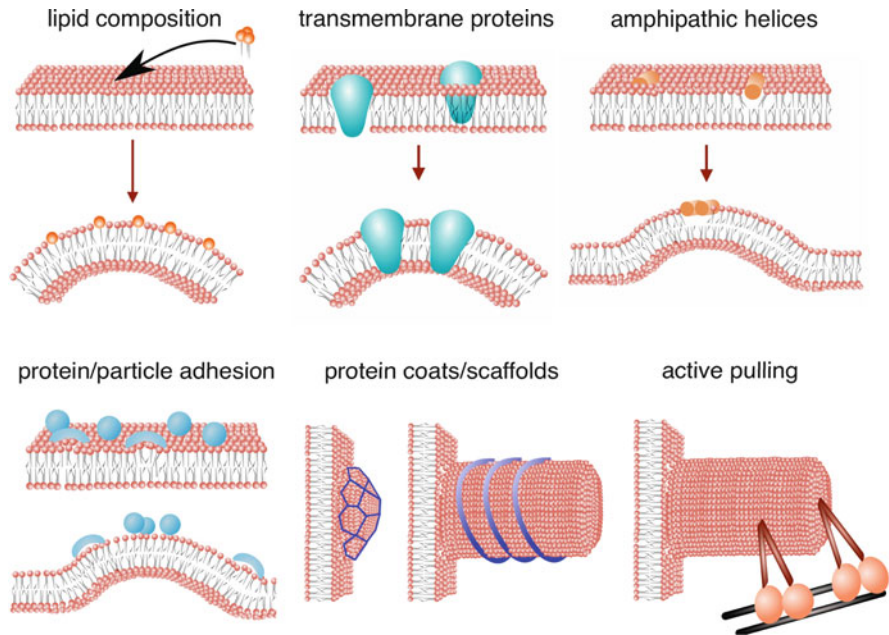 lipid composition
transmembrane proteins
amphipathic helices
protein/particle adhesion
protein coats/scaffolds
active pulling